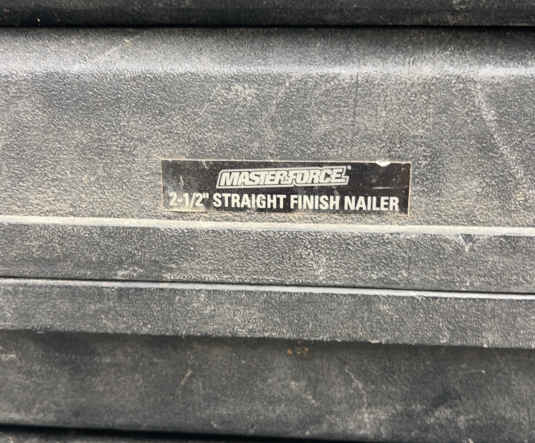 MASTERFORCE®
2-1/2" STRAIGHT FINISH NAILER